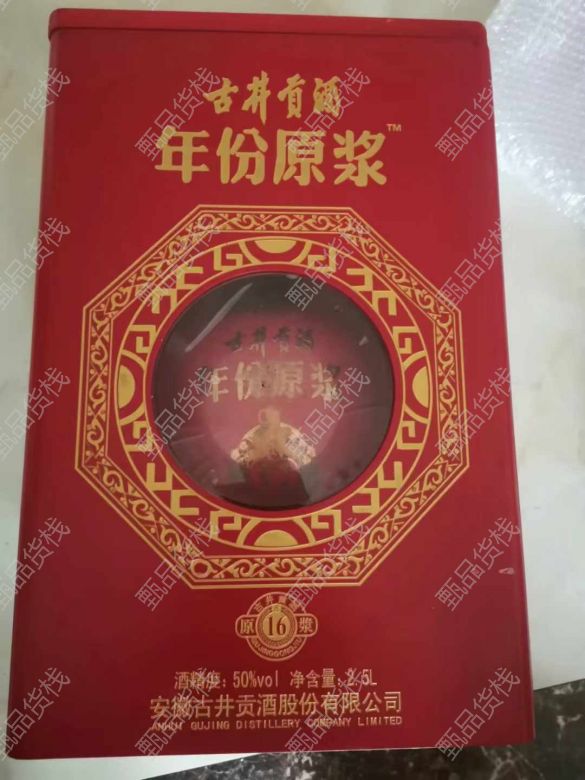 古井贡酒
年份原浆™
古井贡酒
年份原浆
原 16 浆
酒精度: 50%vol 净含量: 2.5L
安徽古井贡酒股份有限公司
ANHUI GUJING DISTILLERY COMPANY LIMITED
甄品货栈